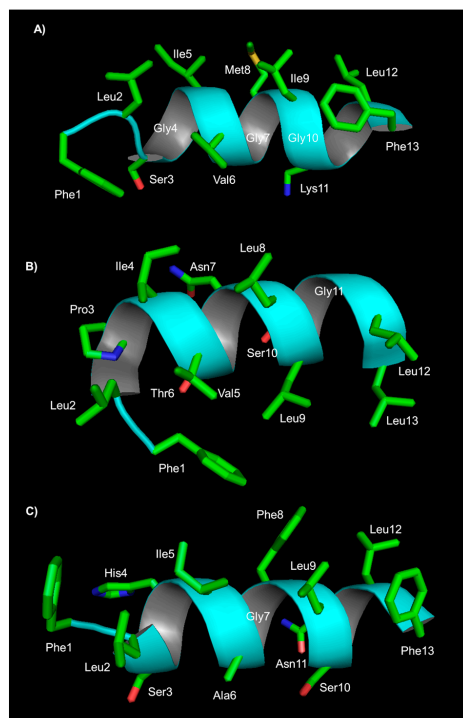 A)
Ile5
Met8
Ile9
Leu12
Leu2
Gly4
Gly7
Gly10
Phe13
Phe1
Ser3
Val6
Lys11
B)
Ile4
Asn7
Leu8
Gly11
Pro3
Ser10
Leu2
Thr6
Val5
Leu12
Leu9
Leu13
Phe1
C)
Phe8
Leu12
Ile5
His4
Leu9
Gly7
Phe1
Leu2
Asn11
Phe13
Ser3
Ala6
Ser10